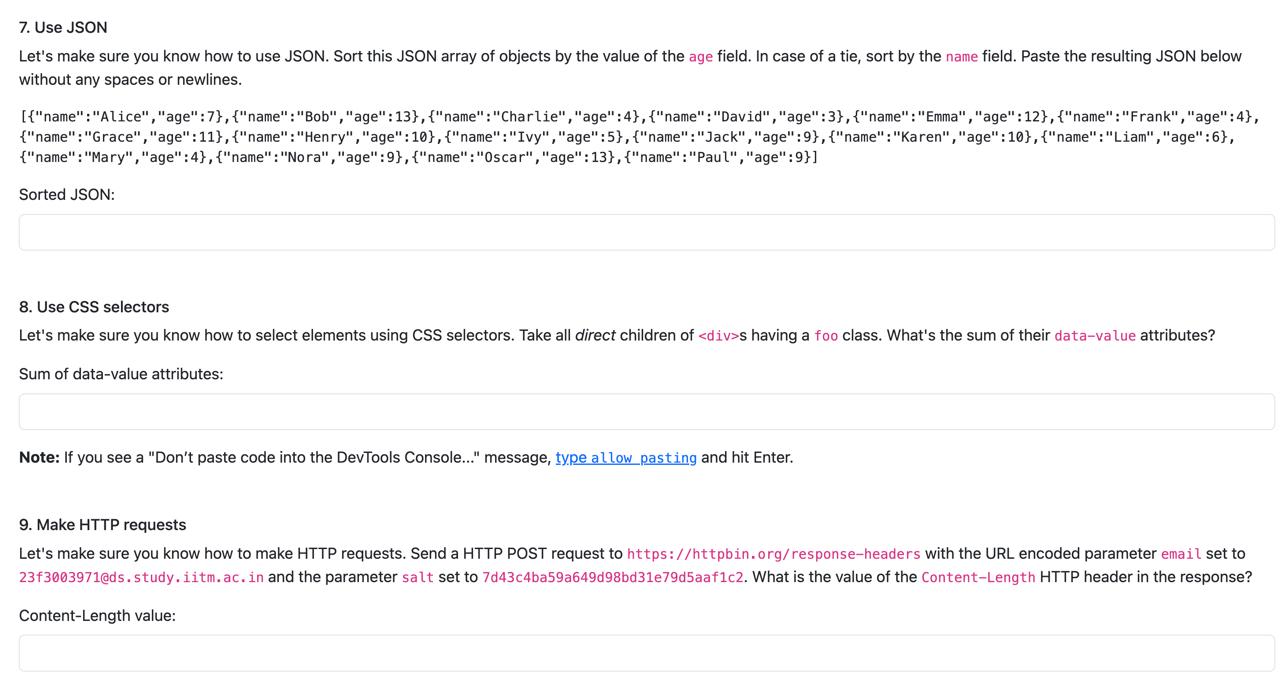 7. Use JSON
Let's make sure you know how to use JSON. Sort this JSON array of objects by the value of the age field. In case of a tie, sort by the name field. Paste the resulting JSON below
without any spaces or newlines.
[{"name":"Alice","age":7},{"name":"Bob","age":13},{"name":"Charlie","age":4},{"name":"David","age":3},{"name":"Emma","age":12},{"name":"Frank","age":4},
{"name":"Grace","age":11},{"name":"Henry","age":10},{"name":"Ivy","age":5},{"name":"Jack","age":9},{"name":"Karen","age":10},{"name":"Liam","age":6},
{"name":"Mary","age":4},{"name":"Nora","age":9},{"name":"Oscar","age":13},{"name":"Paul","age":9}]
Sorted JSON:
8. Use CSS selectors
Let's make sure you know how to select elements using CSS selectors. Take all direct children of <div>s having a foo class. What's the sum of their data-value attributes?
Sum of data-value attributes:
Note: If you see a "Don’t paste code into the DevTools Console..." message, type allow pasting and hit Enter.
9. Make HTTP requests
Let's make sure you know how to make HTTP requests. Send a HTTP POST request to https://httpbin.org/response-headers with the URL encoded parameter email set to
23f3003971@ds.study.iitm.ac.in and the parameter salt set to 7d43c4ba59a649d98bd31e79d5aaf1c2. What is the value of the Content-Length HTTP header in the response?
Content-Length value: